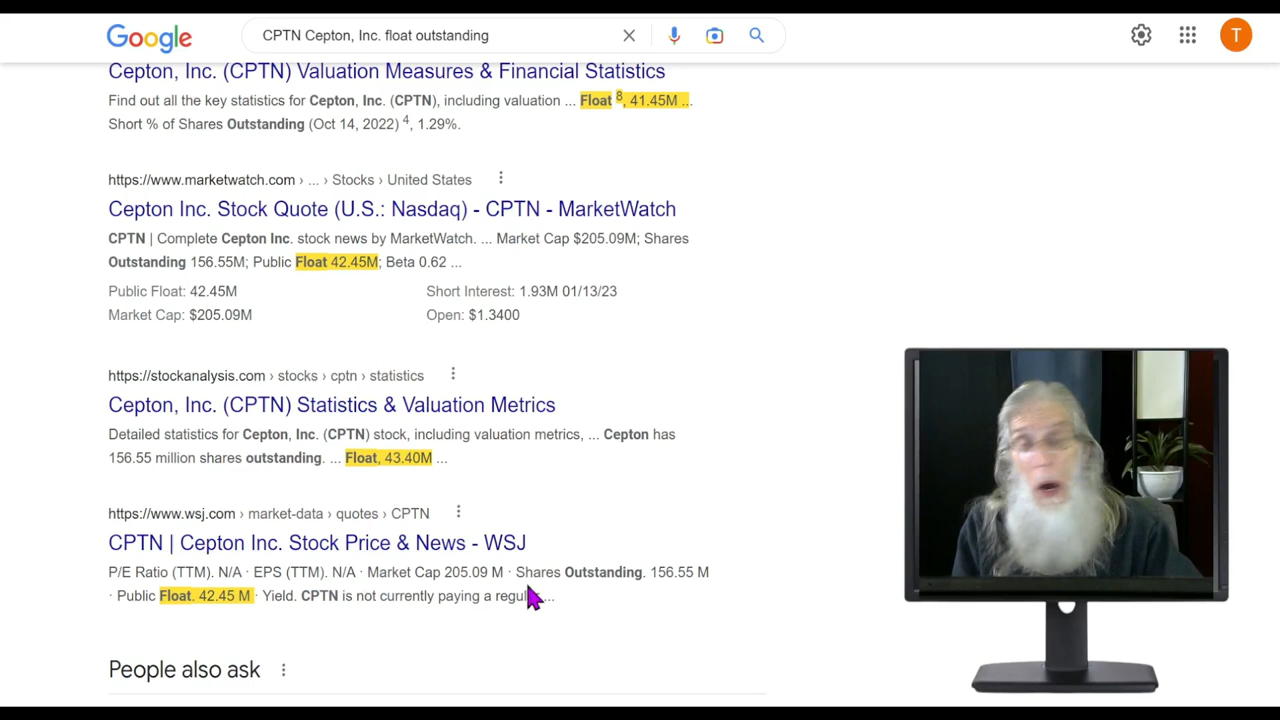 Google
CPTN Cepton, Inc. float outstanding
T
Cepton, Inc. (CPTN) Valuation Measures & Financial Statistics
Find out all the key statistics for Cepton, Inc. (CPTN), including valuation ... Float 8, 41.45M ...
Short % of Shares Outstanding (Oct 14, 2022) 4, 1.29%.
https://www.marketwatch.com › ... › Stocks › United States
Cepton Inc. Stock Quote (U.S.: Nasdaq) - CPTN - MarketWatch
CPTN | Complete Cepton Inc. stock news by MarketWatch. ... Market Cap $205.09M; Shares
Outstanding 156.55M; Public Float 42.45M; Beta 0.62 ...
Public Float: 42.45M Short Interest: 1.93M 01/13/23
Market Cap: $205.09M Open: $1.3400
https://stockanalysis.com › stocks › cptn › statistics
Cepton, Inc. (CPTN) Statistics & Valuation Metrics
Detailed statistics for Cepton, Inc. (CPTN) stock, including valuation metrics, ... Cepton has
156.55 million shares outstanding. ... Float, 43.40M ...
https://www.wsj.com › market-data › quotes › CPTN
CPTN | Cepton Inc. Stock Price & News - WSJ
P/E Ratio (TTM). N/A · EPS (TTM). N/A · Market Cap 205.09 M · Shares Outstanding. 156.55 M
· Public Float. 42.45 M · Yield. CPTN is not currently paying a regul ...
People also ask